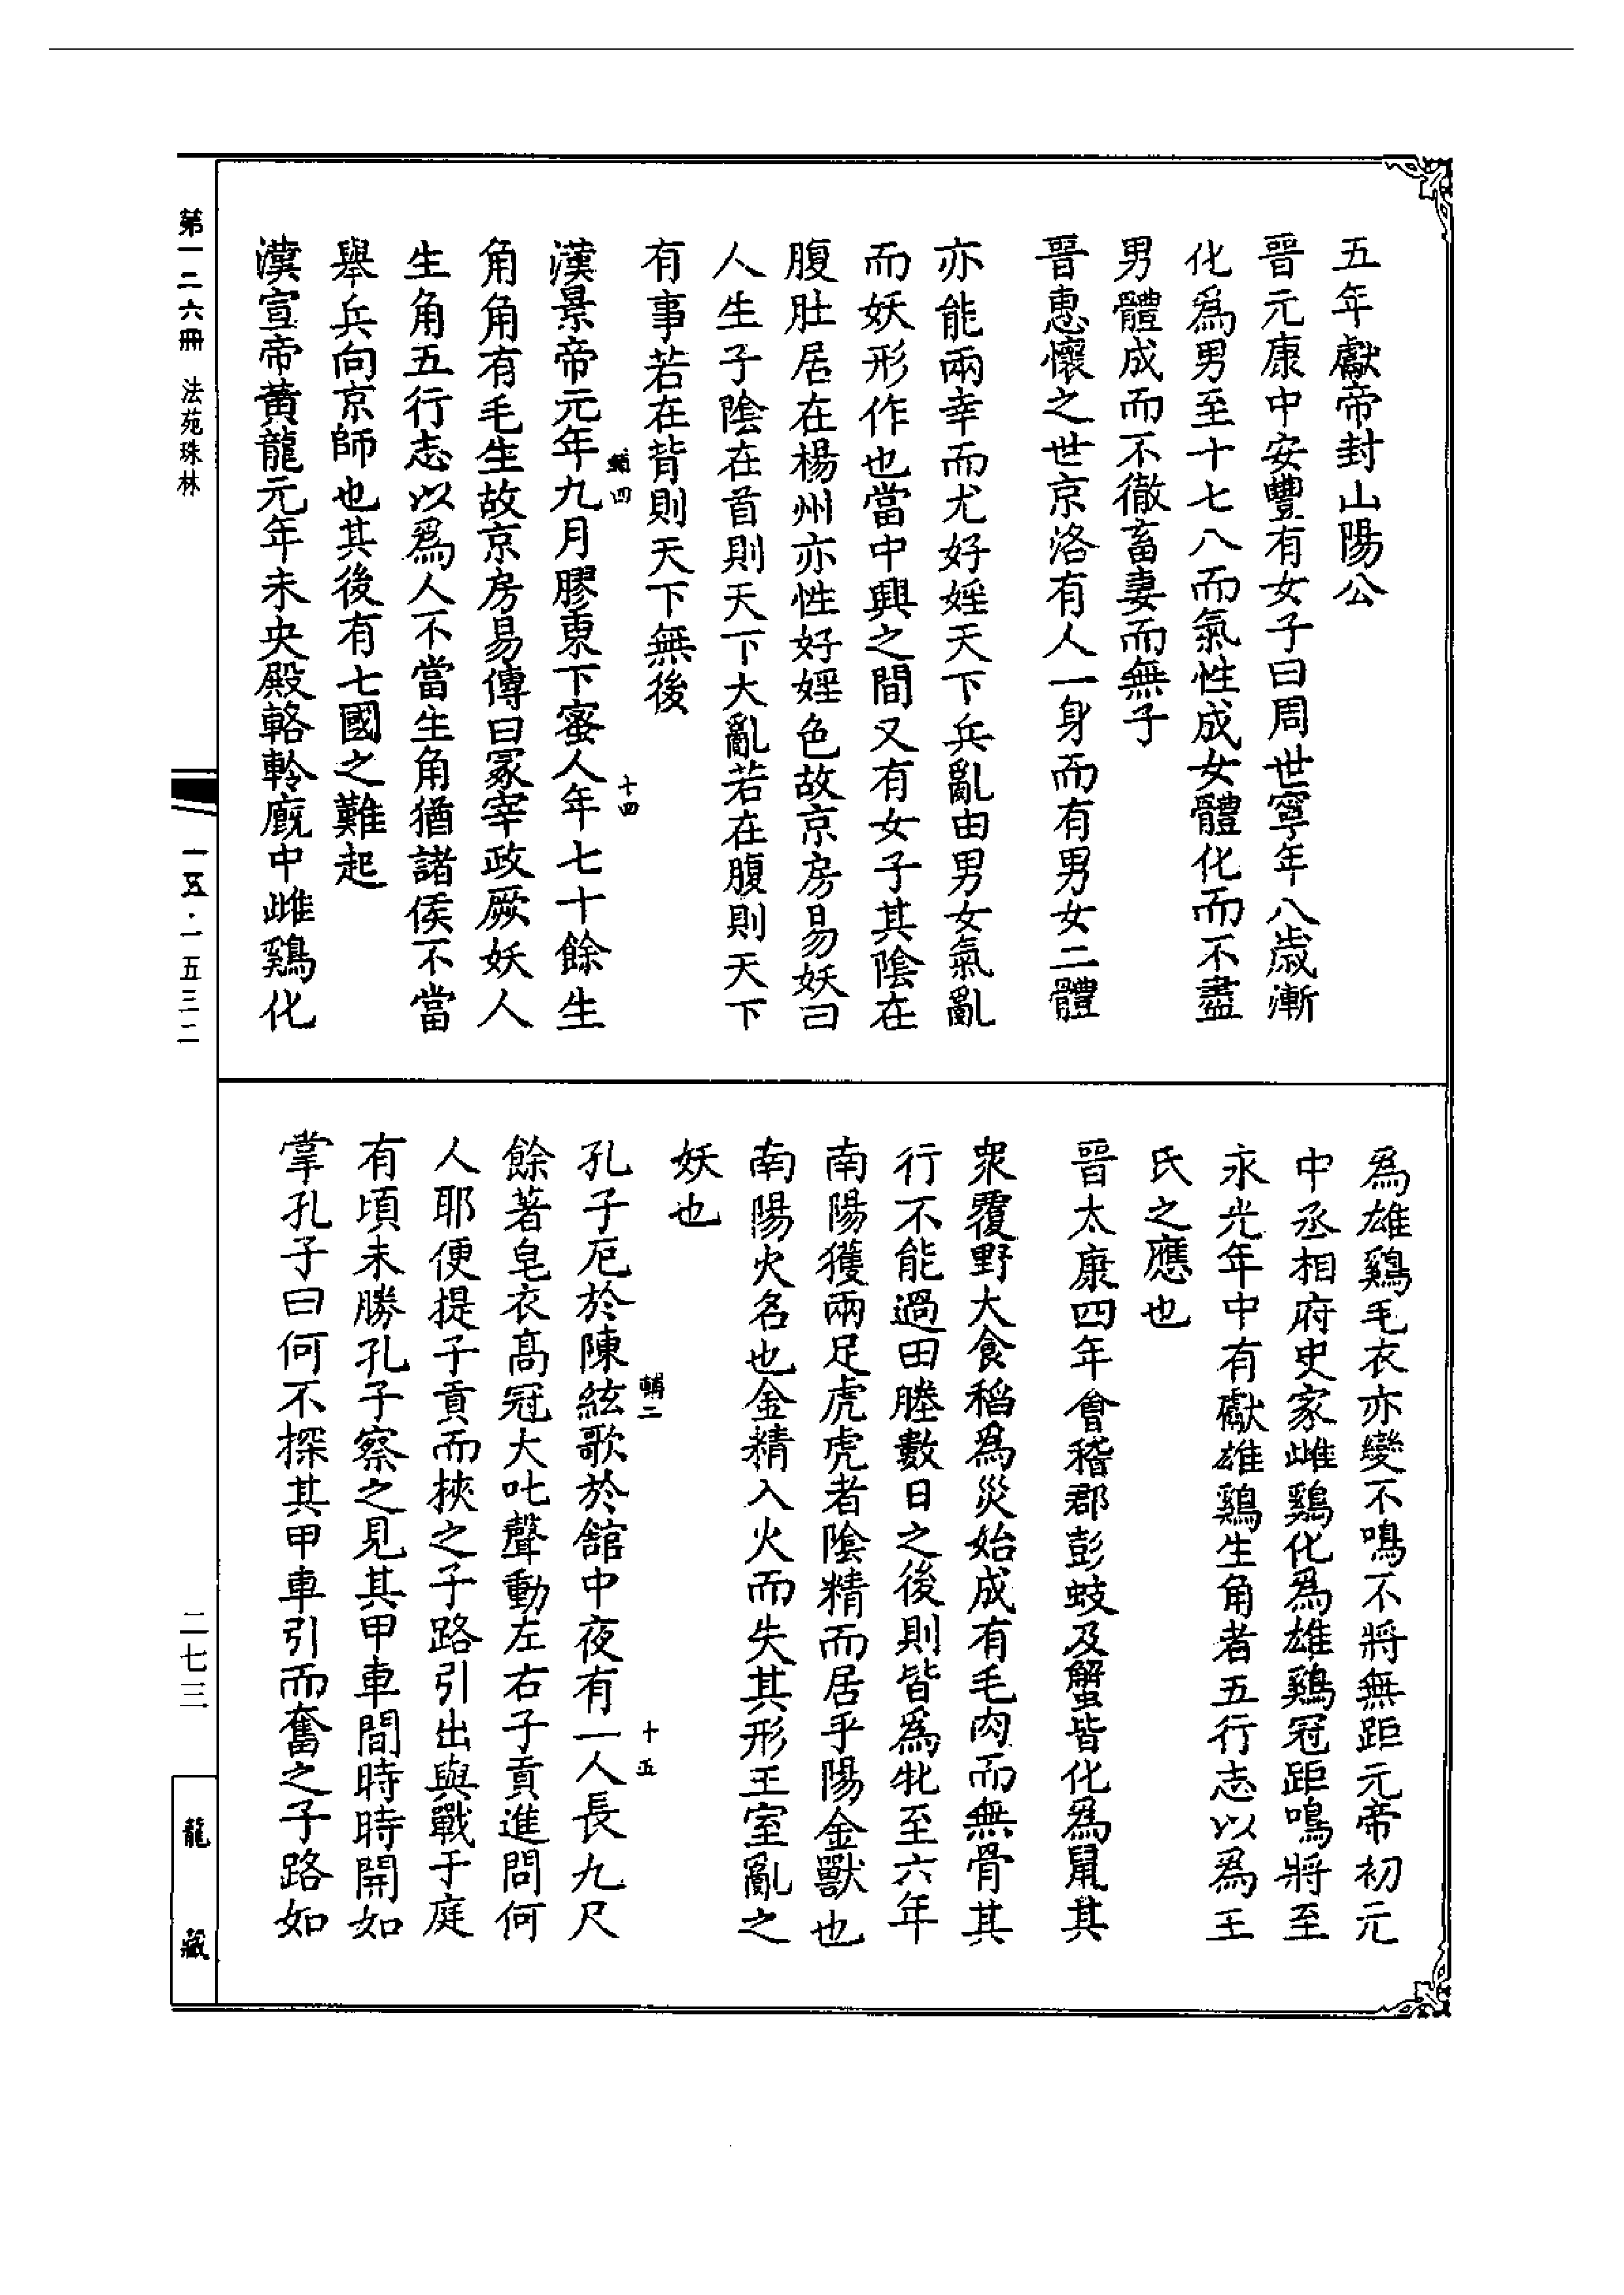 五年獻帝封山陽公
晉元康中安豐有女子曰周世寧年八歲漸
化爲男至十七八而氣性成女體化而不盡
男體成而不徹畜妻而無子
晉惠懷之世京洛有人一身而有男女二體
亦能兩幸而尤好婬天下兵亂由男女氣亂
而妖形作也當中興之間又有女子其陰在
腹肚居在楊州亦性好婬色故京房易妖曰
人生子陰在首則天下大亂若在腹則天下
有事若在背則天下無後
漢景帝元年九月膠東下蜜人年七十餘生
輔四
十四
角角有毛生故京房易傳曰冢宰政厥妖人
生角五行志以爲人不當生角猶諸侯不當
舉兵向京師也其後有七國之難起
漢宣帝黃龍元年未央殿輅軨廐中雌鷄化
爲雄鷄毛衣亦變不鳴不將無距元帝初元
中丞相府史家雌鷄化爲雄鷄冠距鳴將至
永光年中有獻雄鷄生角者五行志以爲王
氏之應也
晉太康四年會稽郡彭蚑及蟹皆化爲鼠其
衆覆野大食稻爲災始成有毛肉而無骨其
行不能過田塍數日之後則皆爲牝至六年
南陽獲兩足虎虎者陰精而居乎陽金獸也
南陽火名也金精入火而失其形王室亂之
妖也
孔子厄於陳絃歌於舘中夜有一人長九尺
輔二
十五
餘著皂衣高冠大吒聲動左右子貢進問何
人耶便提子貢而挾之子路引出與戰于庭
有頃未勝孔子察之見其甲車間時時開如
掌孔子曰何不探其甲車引而奮之子路如
第一二六冊 法苑珠林
一五·一五三二
二七三
龍藏